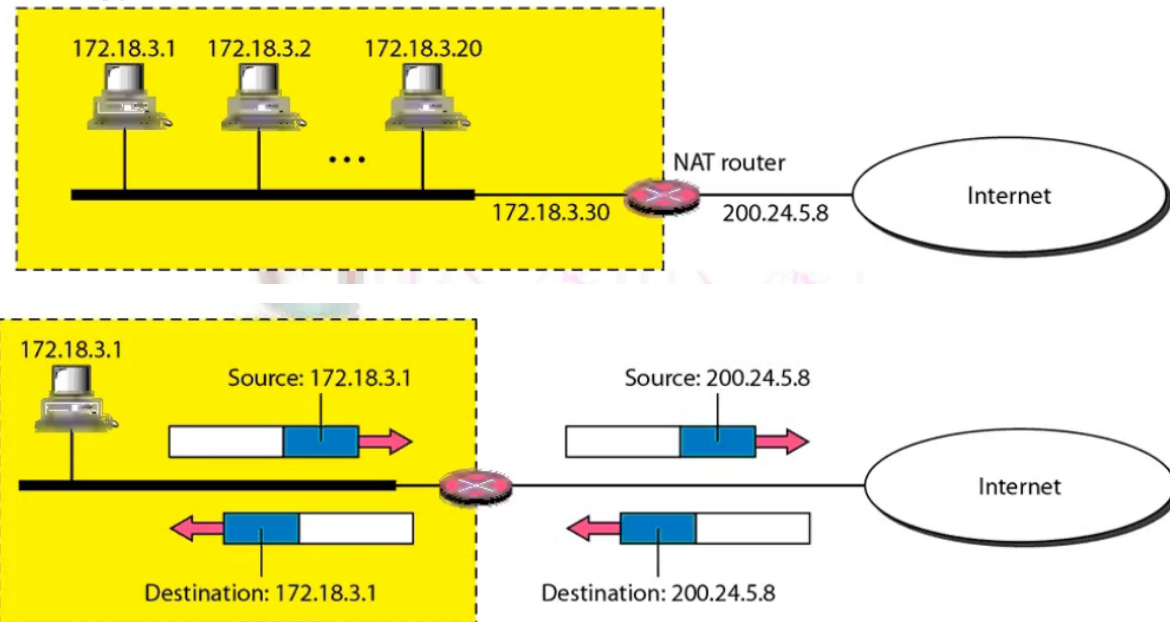 172.18.3.1 172.18.3.2 172.18.3.20
...
NAT router
Internet
172.18.3.30 200.24.5.8
172.18.3.1
Source: 172.18.3.1 Source: 200.24.5.8
Internet
Destination: 172.18.3.1 Destination: 200.24.5.8